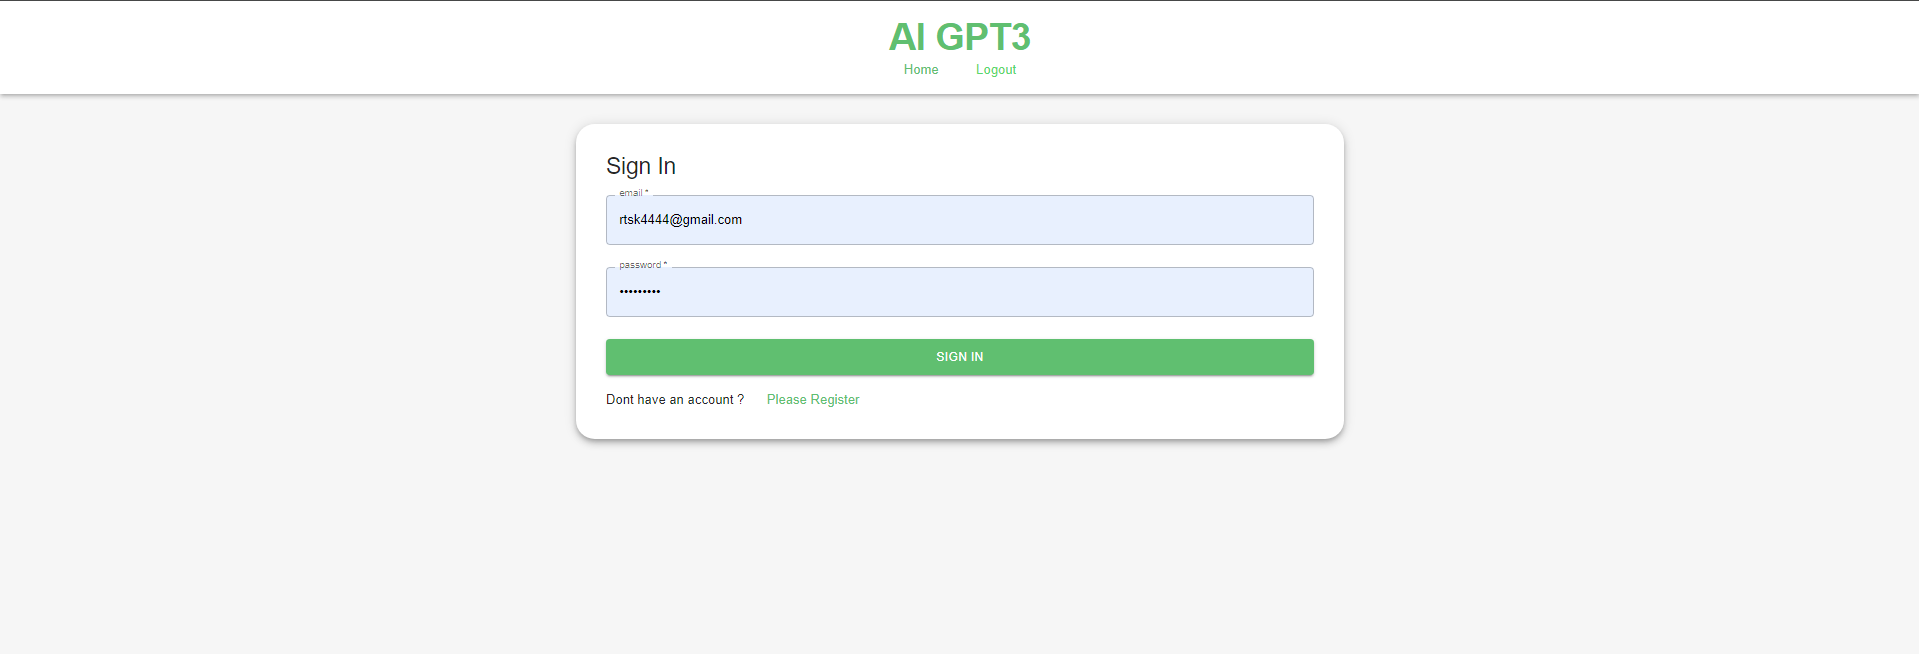 AI GPT3
Home Logout
Sign In
email *
rtsk4444@gmail.com
password *
•••••••••
SIGN IN
Dont have an account ? Please Register